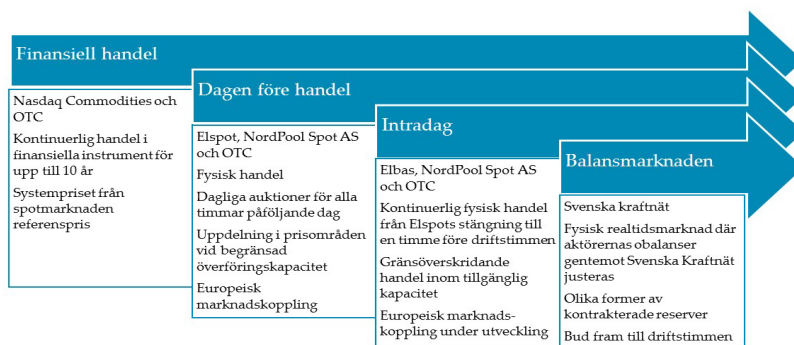 Finansiell handel
Nasdaq Commodities och
OTC
Kontinuerlig handel i
finansiella instrument för
upp till 10 år
Systempriset från
spotmarknaden
referenspris
Dagen före handel
Elspot, NordPool Spot AS
och OTC
Fysisk handel
Dagliga auktioner för alla
timmar påföljande dag
Uppdelning i prisområden
vid begränsad
överföringskapacitet
Europeisk
marknadskoppling
Intradag
Elbas, NordPool Spot AS
och OTC
Kontinuerlig fysisk handel
från Elspots stängning till
en timme före driftstimmen
Gränsöverskridande
handel inom tillgänglig
kapacitet
Europeisk marknads-
koppling under utveckling
Balansmarknaden
Svenska kraftnät
Fysisk realtidsmarknad där
aktörernas obalanser
gentemot Svenska Kraftnät
justeras
Olika former av
kontrakterade reserver
Bud fram till driftstimmen